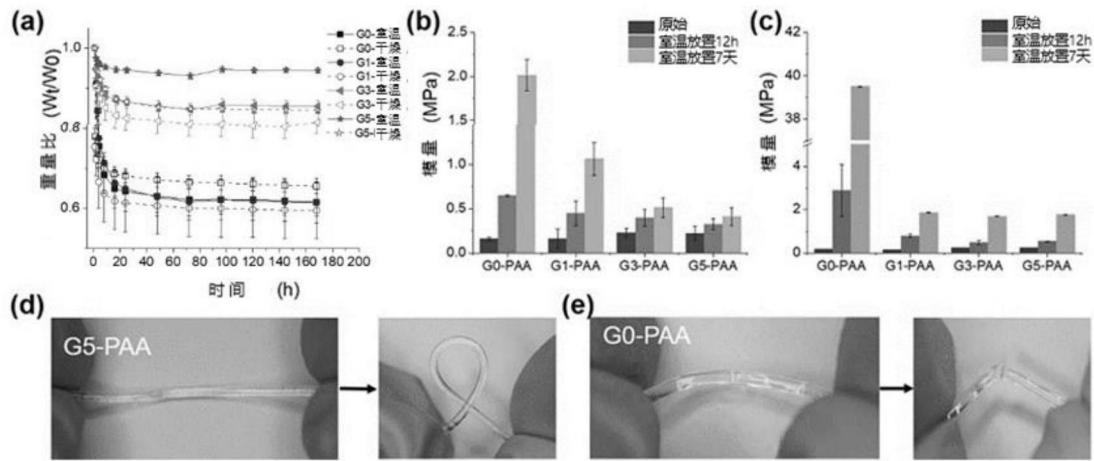 (a)
重量比 (Wt/W0)
1.0
0.8
0.6
0 20 40 60 80 100 120 140 160 180 200
时间 (h)
G0-室温
G0-干燥
G1-室温
G1-干燥
G3-室温
G3-干燥
G5-室温
G5-干燥
(b)
模量 (MPa)
2.5
2.0
1.5
1.0
0.5
0.0
原始
室温放置12h
室温放置7天
G0-PAA G1-PAA G3-PAA G5-PAA
(c)
模量 (MPa)
42
39
38
4
2
0
原始
室温放置12h
室温放置7天
G0-PAA G1-PAA G3-PAA G5-PAA
(d)
G5-PAA
(e)
G0-PAA